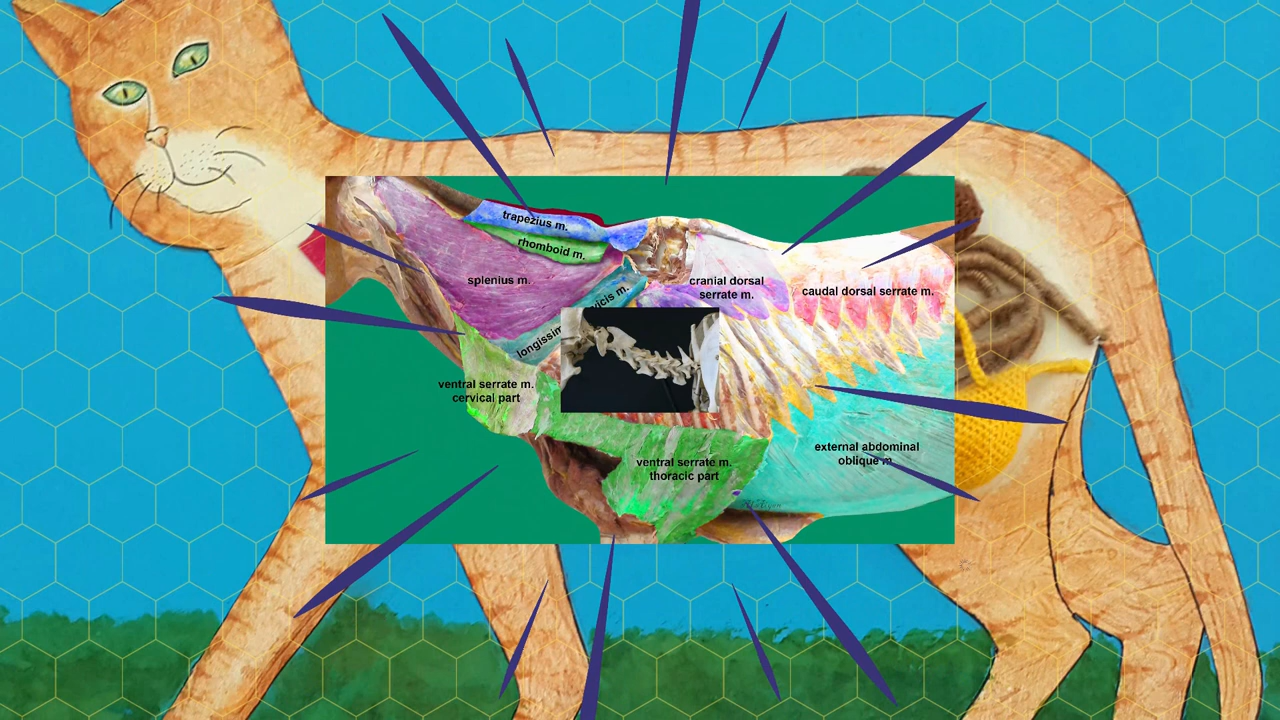 trapezius m.
rhomboid m.
splenius m.
cranial dorsal
serrate m.
caudal dorsal serrate m.
vicis m.
longissim
ventral serrate m.
cervical part
ventral serrate m.
thoracic part
external abdominal
oblique m